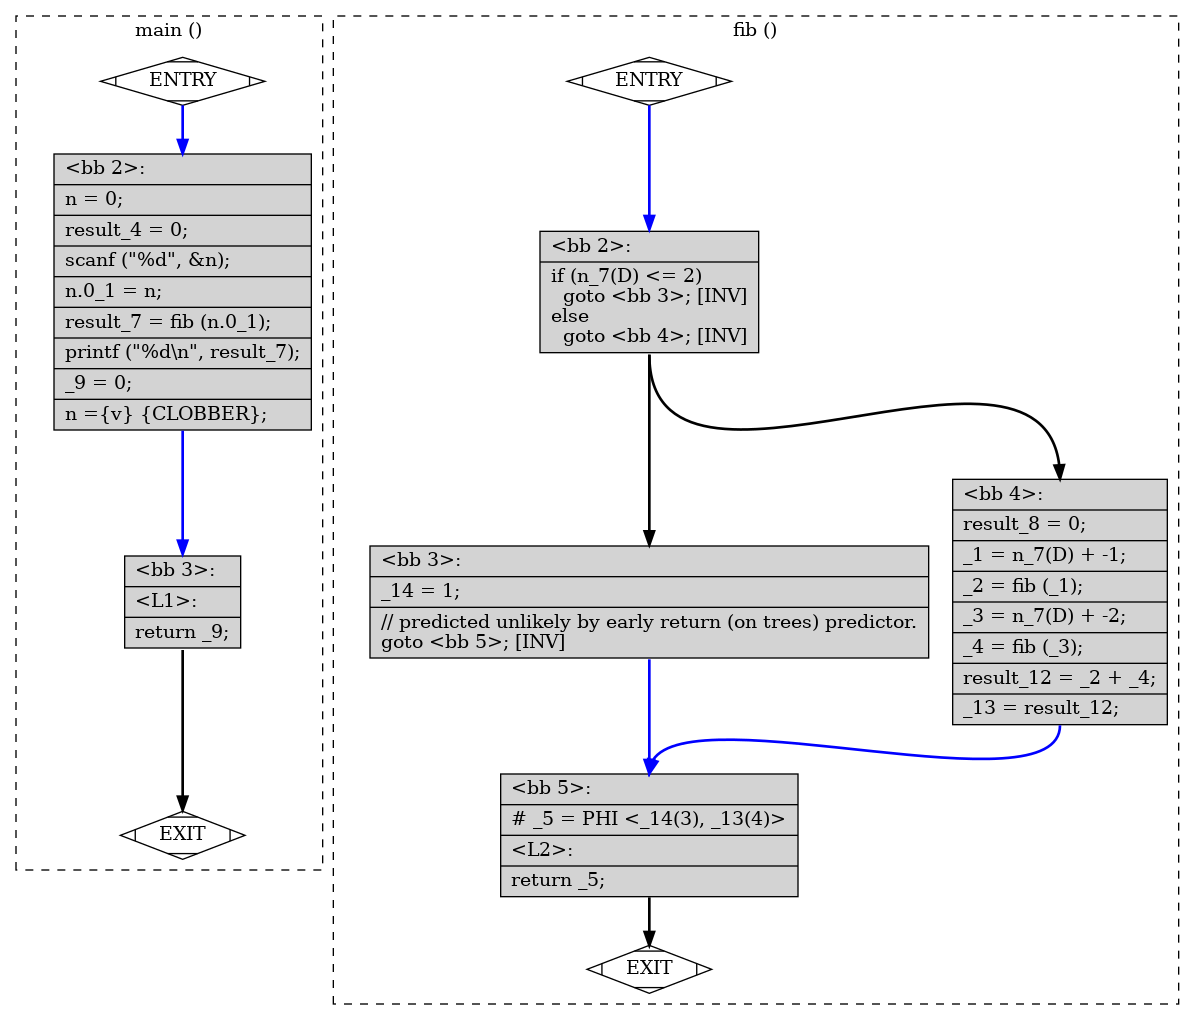 main ()
ENTRY
<bb 2>:
n = 0;
result_4 = 0;
scanf ("%d", &n);
n.0_1 = n;
result_7 = fib (n.0_1);
printf ("%d\n", result_7);
_9 = 0;
n ={v} {CLOBBER};
<bb 3>:
<L1>:
return _9;
EXIT
fib ()
ENTRY
<bb 2>:
if (n_7(D) <= 2)
goto <bb 3>; [INV]
else
goto <bb 4>; [INV]
<bb 3>:
_14 = 1;
// predicted unlikely by early return (on trees) predictor.
goto <bb 5>; [INV]
<bb 4>:
result_8 = 0;
_1 = n_7(D) + -1;
_2 = fib (_1);
_3 = n_7(D) + -2;
_4 = fib (_3);
result_12 = _2 + _4;
_13 = result_12;
<bb 5>:
# _5 = PHI <_14(3), _13(4)>
<L2>:
return _5;
EXIT